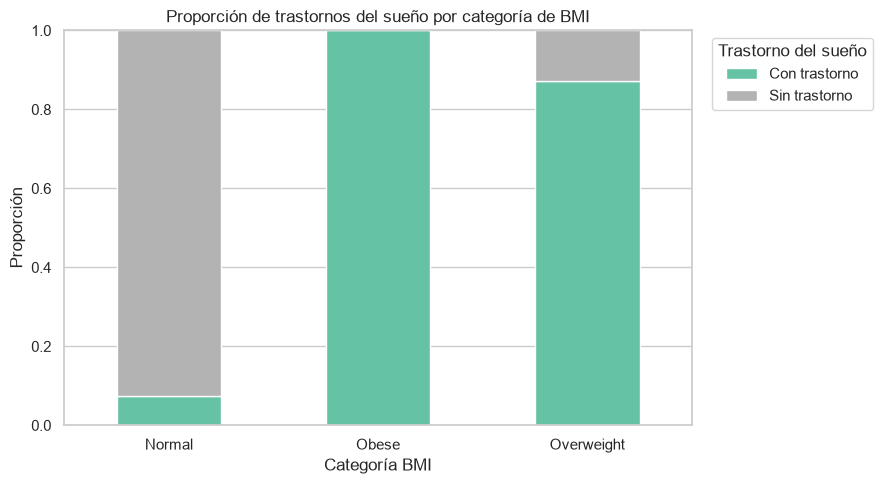 Proporción de trastornos del sueño por categoría de BMI
Trastorno del sueño
Con trastorno
Sin trastorno
Proporción
1.0
0.8
0.6
0.4
0.2
0.0
Normal
Obese
Overweight
Categoría BMI